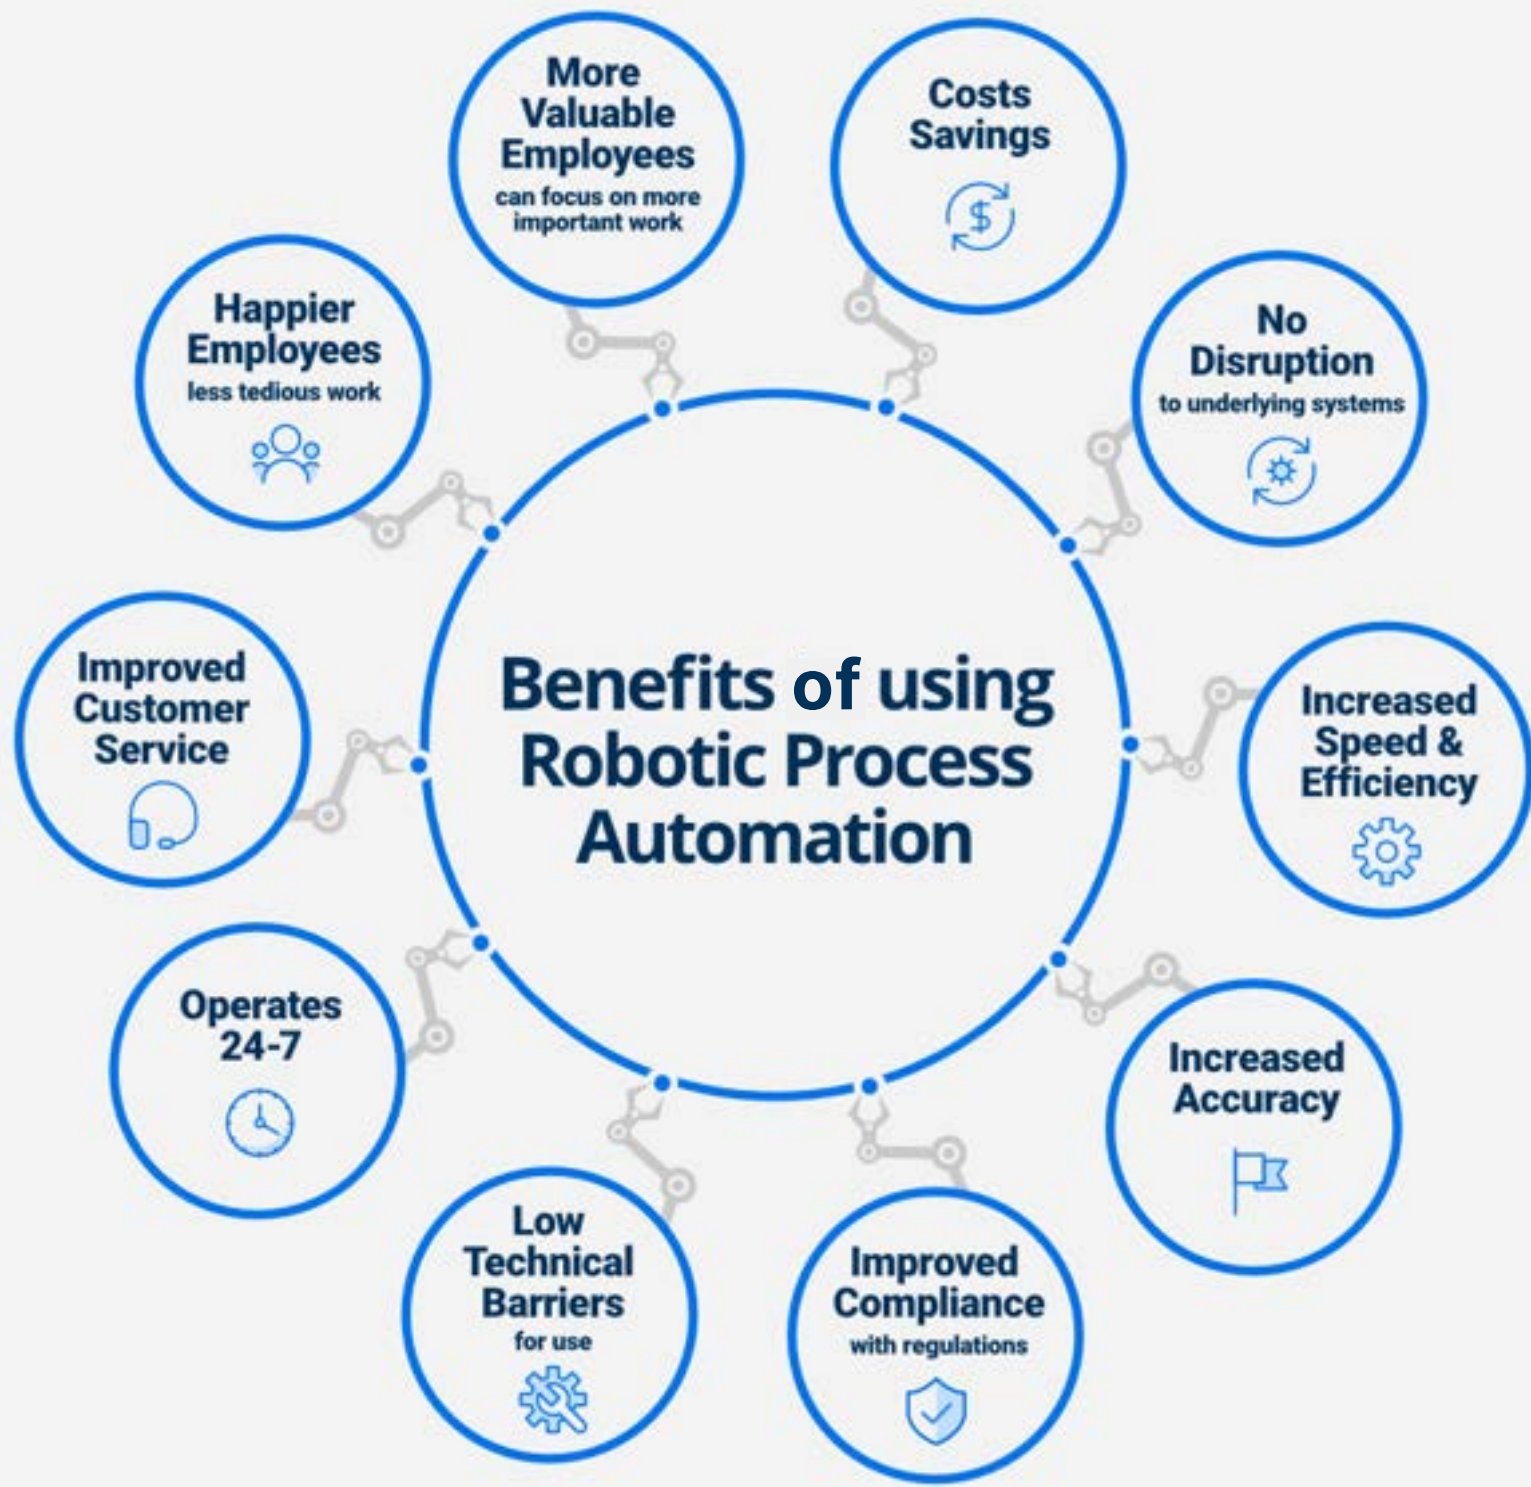 More
Valuable
Employees
can focus on more
important work
Costs
Savings
$
Happier
Employees
less tedious work
No
Disruption
to underlying systems
Improved
Customer
Service
Benefits of using
Robotic Process
Automation
Increased
Speed &
Efficiency
Operates
24-7
Increased
Accuracy
Low
Technical
Barriers
for use
Improved
Compliance
with regulations